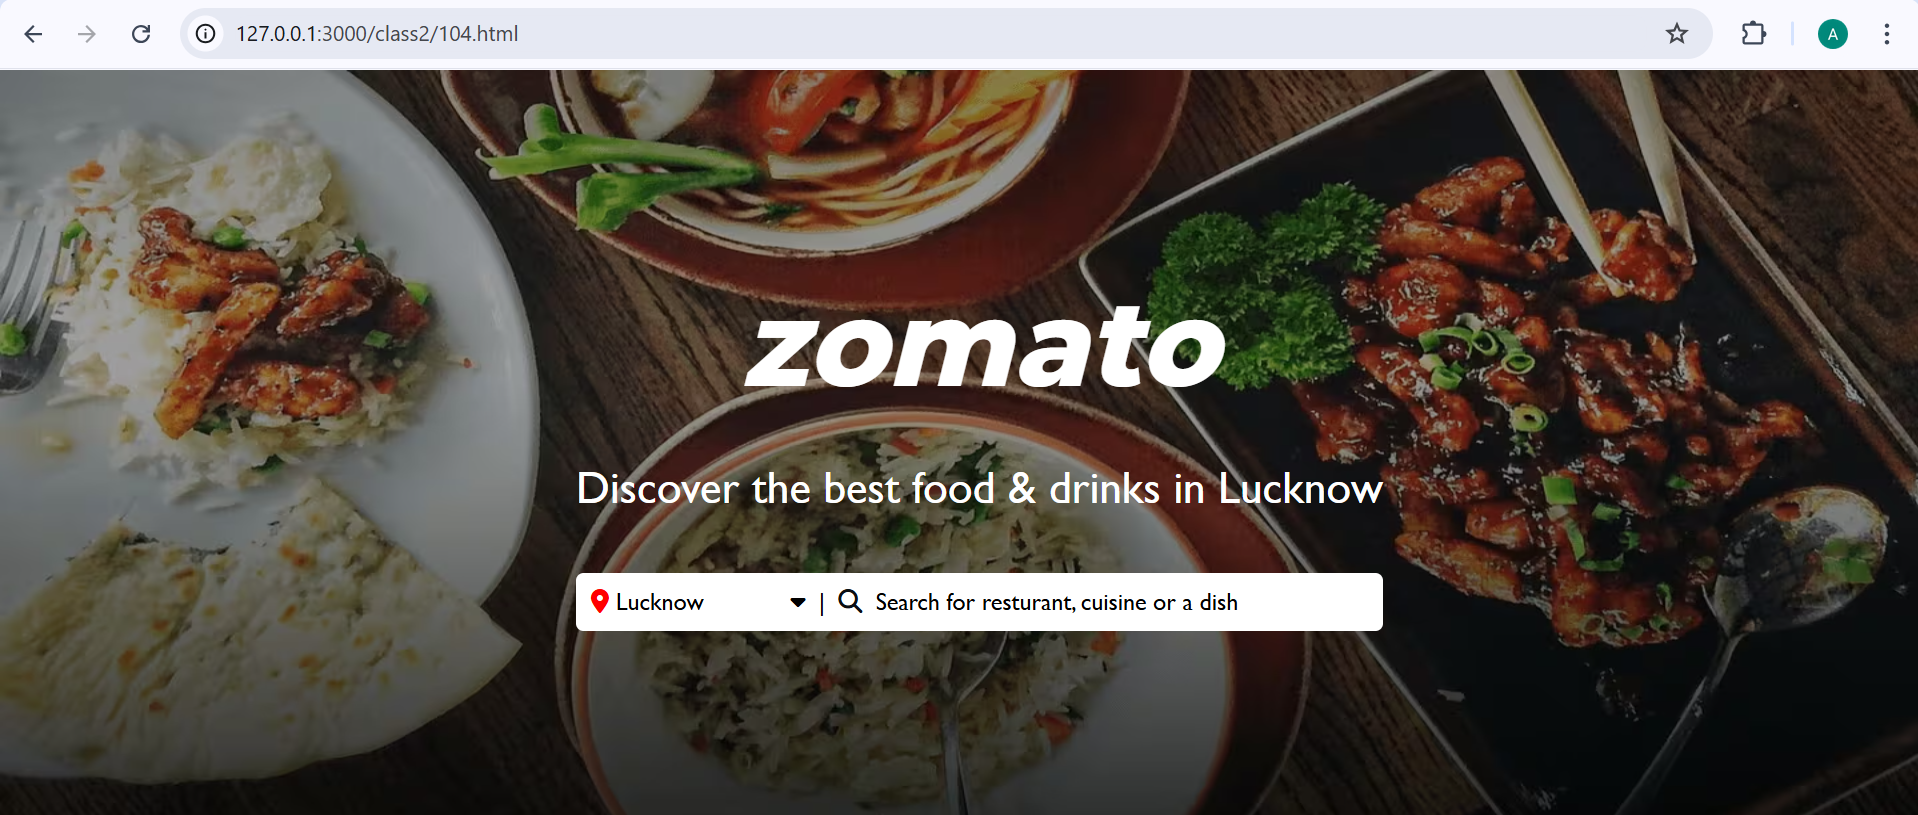 127.0.0.1:3000/class2/104.html
A
zomato
Discover the best food & drinks in Lucknow
Lucknow | Search for resturant, cuisine or a dish